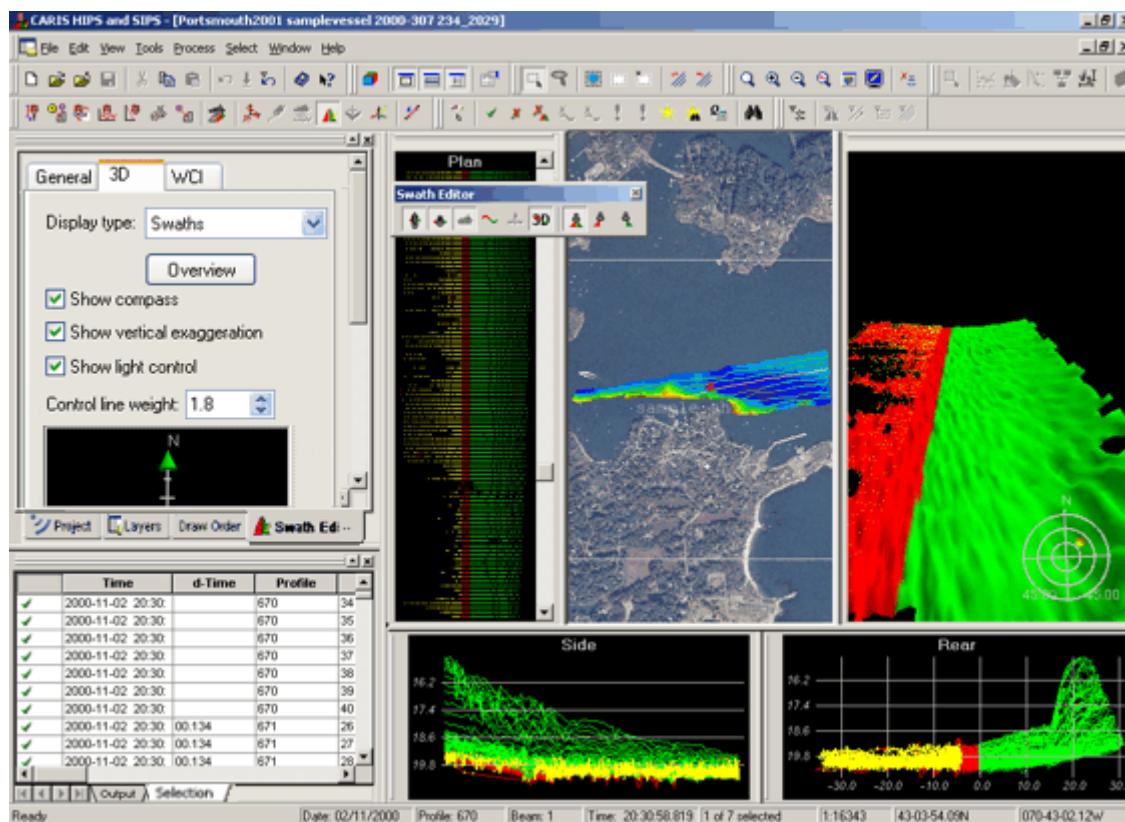 CARIS HIPS and SIPS - [Portsmouth2001 samplevessel 2000-307 234_2029]
File Edit View Tools Process Select Window Help
General 3D WCI
Display type: Swaths
Overview
Show compass
Show vertical exaggeration
Show light control
Control line weight: 1.8
N
Project Layers Draw Order Swath Edi...
Plan
Swath Editor
3D
N
45.00
Time d-Time Profile
2000-11-02 20:30: 670 34
2000-11-02 20:30: 670 35
2000-11-02 20:30: 670 36
2000-11-02 20:30: 670 37
2000-11-02 20:30: 670 38
2000-11-02 20:30: 670 39
2000-11-02 20:30: 670 40
2000-11-02 20:30: 00.134 671 26
2000-11-02 20:30: 00.134 671 27
2000-11-02 20:30: 00.134 671 28
Output Selection
Side
16.2
17.4
18.6
19.8
Rear
16.2
17.4
18.6
19.8
-30.0 -20.0 -10.0 0.0 10.0 20.0 30.
Ready Date: 02/11/2000 Profile: 670 Beam: 1 Time: 20:30:58.819 1 of 7 selected 1:16343 43-03-54.09N 070-43-02.12W